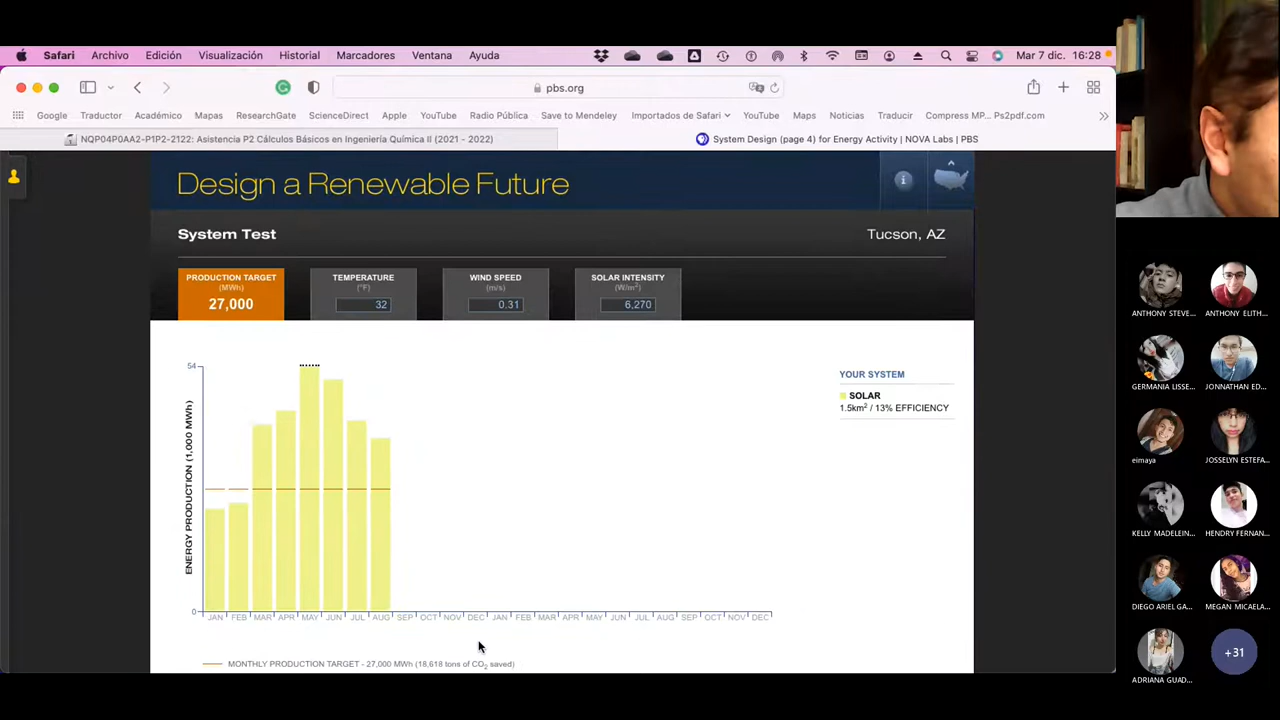 Safari Archivo Edición Visualización Historial Marcadores Ventana Ayuda Mar 7 dic. 16:28
pbs.org
Google Traductor Académico Mapas ResearchGate ScienceDirect Apple YouTube Radio Pública Save to Mendeley Importados de Safari YouTube Maps Noticias Traducir Compress MP... Ps2pdf.com
NQP04P0AA2-P1P2-2122: Asistencia P2 Cálculos Básicos en Ingeniería Química II (2021 - 2022) System Design (page 4) for Energy Activity | NOVA Labs | PBS
Design a Renewable Future
System Test Tucson, AZ
PRODUCTION TARGET TEMPERATURE WIND SPEED SOLAR INTENSITY
(MWh) (°F) (m/s) (W/m²)
27,000 32 0.31 6,270
54
ENERGY PRODUCTION (1,000 MWh)
0
JAN FEB MAR APR MAY JUN JUL AUG SEP OCT NOV DEC JAN FEB MAR APR MAY JUN JUL AUG SEP OCT NOV DEC
MONTHLY PRODUCTION TARGET - 27,000 MWh (18,618 tons of CO₂ saved)
YOUR SYSTEM
SOLAR
1.5km² / 13% EFFICIENCY
ANTHONY STEVE... ANTHONY ELITH...
GERMANIA LISSE... JONNATHAN ED...
eimaya JOSSELYN ESTEFA...
KELLY MADELEIN... HENDRY FERNAN...
DIEGO ARIEL GA... MEGAN MICAELA...
ADRIANA GUAD... +31